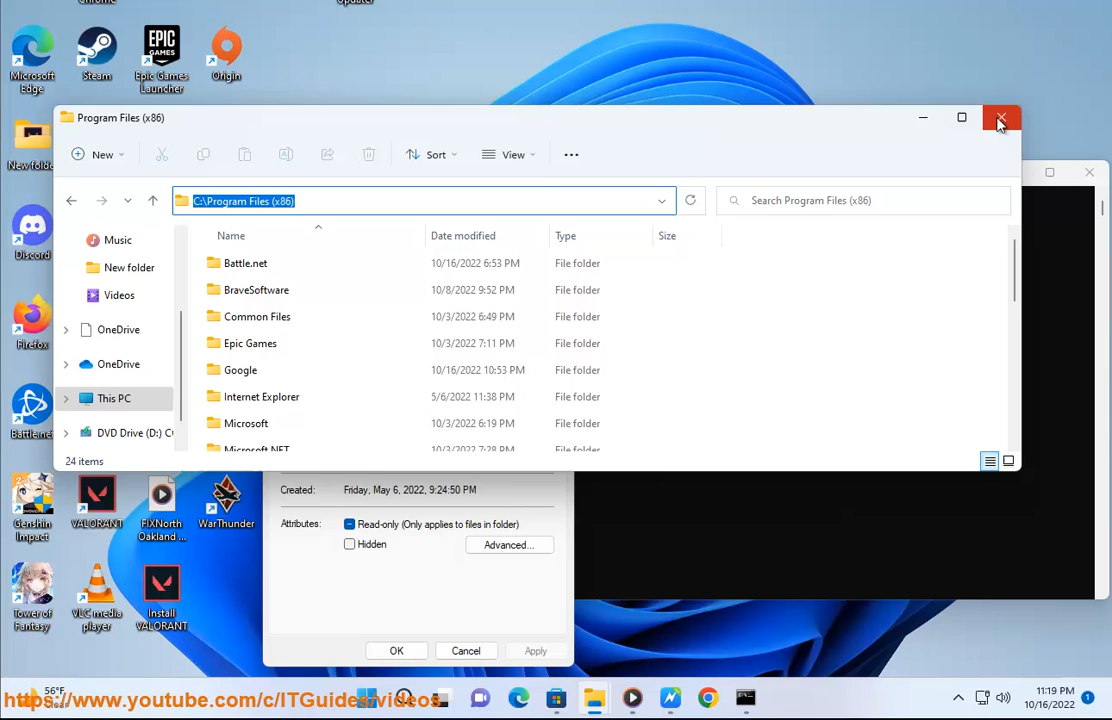 Chrome
Updater
Microsoft Edge
Steam
EPIC GAMES
Epic Games Launcher
Origin
Program Files (x86)
New
Sort
View
C:\Program Files (x86)
Search Program Files (x86)
New folde
Discord
Firefox
Battle.net
Music
New folder
Videos
OneDrive
OneDrive
This PC
DVD Drive (D:) C
Name
Date modified
Type
Size
Battle.net 10/16/2022 6:53 PM File folder
BraveSoftware 10/8/2022 9:52 PM File folder
Common Files 10/3/2022 6:49 PM File folder
Epic Games 10/3/2022 7:11 PM File folder
Google 10/16/2022 10:53 PM File folder
Internet Explorer 5/6/2022 11:38 PM File folder
Microsoft 10/3/2022 6:19 PM File folder
Microsoft.NET 10/3/2022 7:28 PM File folder
24 items
Created: Friday, May 6, 2022, 9:24:50 PM
Attributes: Read-only (Only applies to files in folder)
Hidden
Advanced...
OK
Cancel
Apply
Genshin Impact
VALORANT
FIXNorth Oakland ...
WarThunder
Tower of Fantasy
VLC media player
Install VALORANT
56°F
Clear
https://www.youtube.com/c/ITGuides/videos
11:19 PM
10/16/2022
1